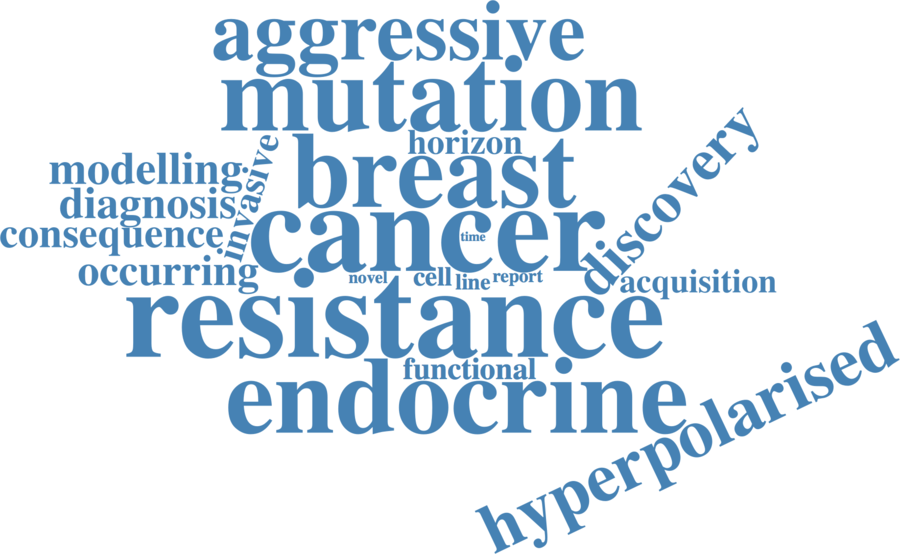 aggressive
mutation
horizon
breast
invasive
modelling
diagnosis
consequence
occurring
cancer
time
discovery
acquisition
novel cell line report
resistance
functional
endocrine
hyperpolarised